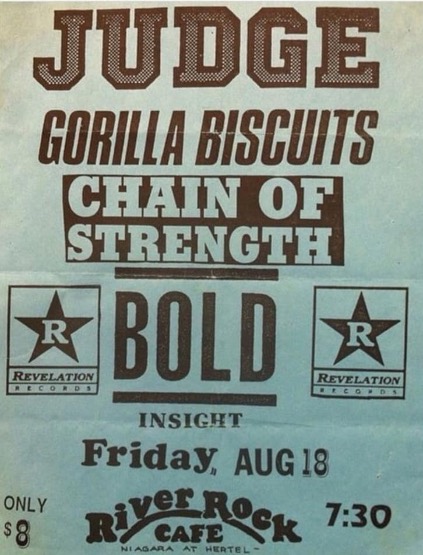 JUDGE
GORILLA BISCUITS
CHAIN OF
STRENGTH
BOLD
R
REVELATION
RECORDS
R
REVELATION
RECORDS
INSIGHT
Friday, AUG 18
ONLY
$8
River Rock
CAFE
NIAGARA AT HERTEL-
7:30